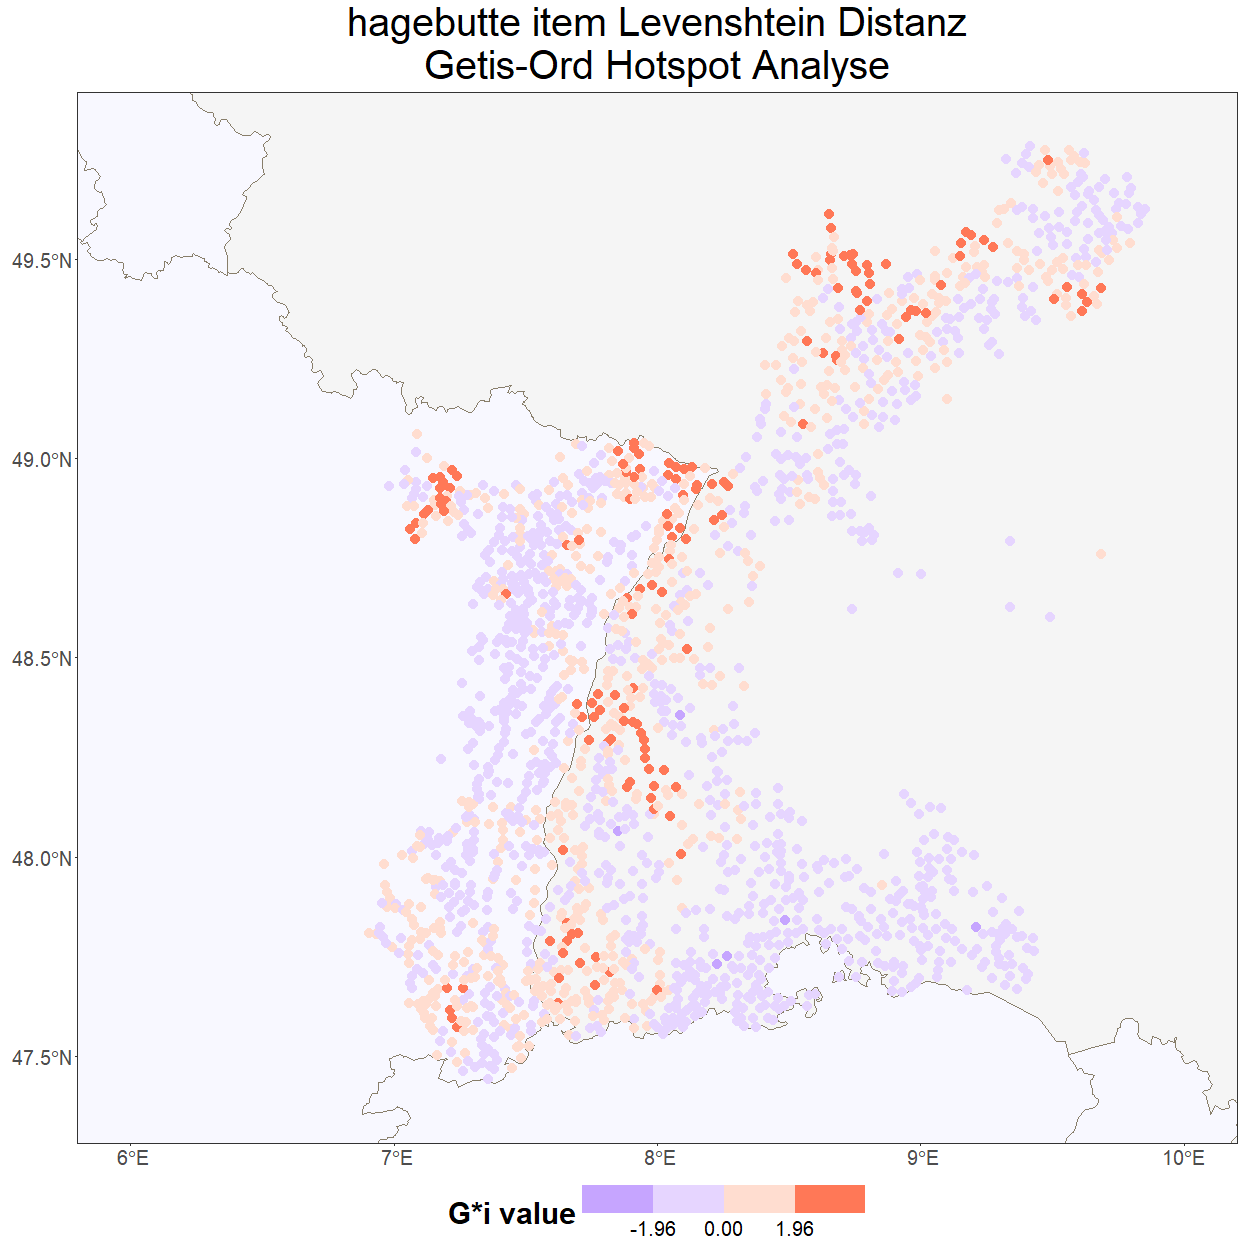 hagebutte item Levenshtein Distanz
Getis-Ord Hotspot Analyse
49.5°N
49.0°N
48.5°N
48.0°N
47.5°N
6°E 7°E 8°E 9°E 10°E
G*i value
-1.96 0.00 1.96